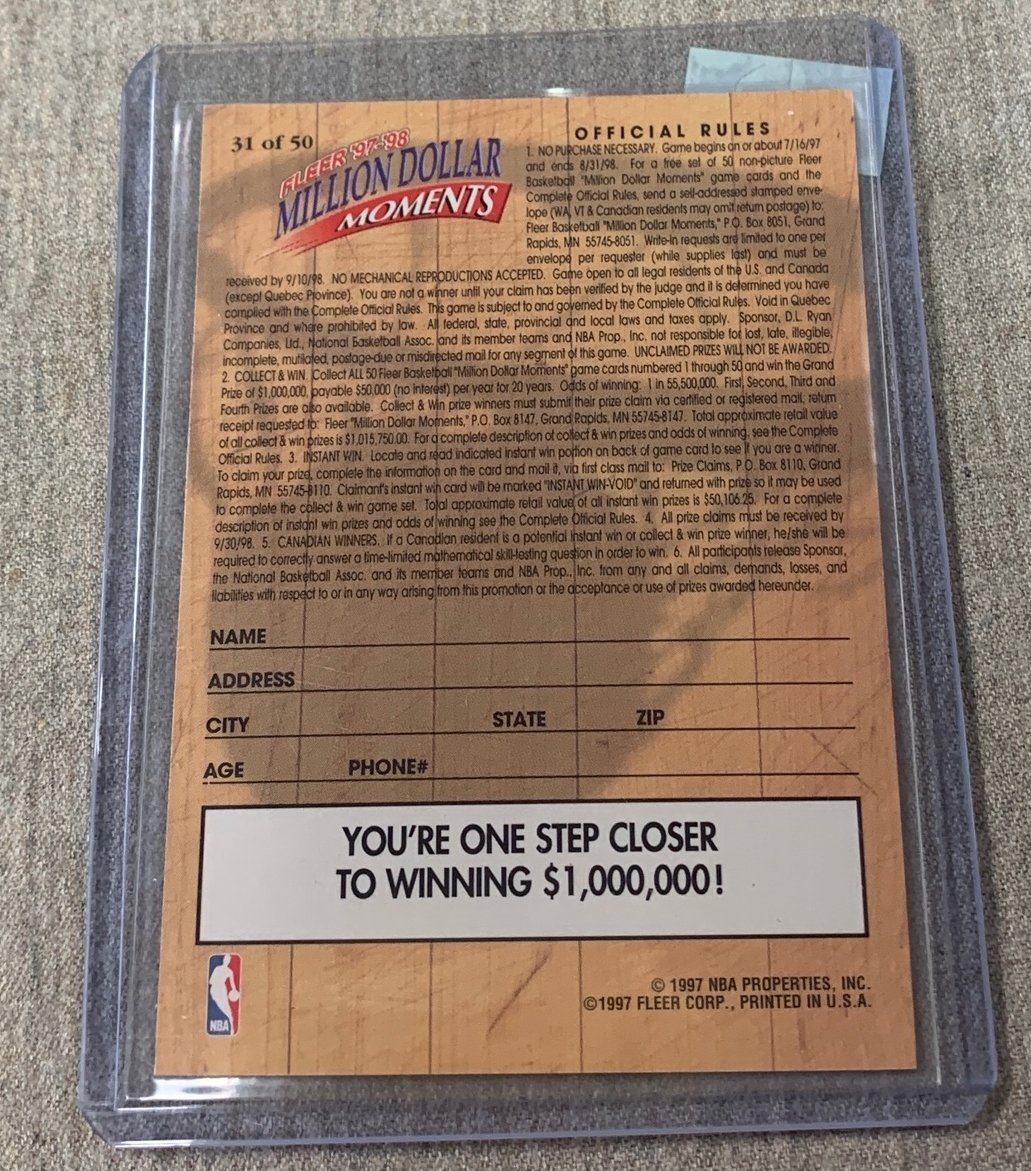 31 of 50
FLEER '97-'98
MILLION DOLLAR
MOMENTS
OFFICIAL RULES
1. NO PURCHASE NECESSARY. Game begins on or about 7/16/97
and ends 8/31/98. For a free set of 50 non-picture Fleer
Basketball "Million Dollar Moments" game cards and the
Complete Official Rules, send a self-addressed stamped enve-
lope (WA, VT & Canadian residents may omit return postage) to:
Fleer Basketball "Million Dollar Moments," P.O. Box 8051, Grand
Rapids, MN 55745-8051. Write-in requests are limited to one per
envelope per requester (while supplies last) and must be
received by 9/10/98. NO MECHANICAL REPRODUCTIONS ACCEPTED. Game open to all legal residents of the U.S. and Canada
(except Quebec Province). You are not a winner until your claim has been verified by the judge and it is determined you have
complied with the Complete Official Rules. This game is subject to and governed by the Complete Official Rules. Void in Quebec
Province and where prohibited by law. All federal, state, provincial and local laws and taxes apply. Sponsor, D.L. Ryan
Companies, Ltd., National Basketball Assoc. and its member teams and NBA Prop., Inc. not responsible for lost, late, illegible,
incomplete, mutilated, postage-due or misdirected mail for any segment of this game. UNCLAIMED PRIZES WILL NOT BE AWARDED.
2. COLLECT & WIN. Collect ALL 50 Fleer Basketball "Million Dollar Moments" game cards numbered 1 through 50 and win the Grand
Prize of $1,000,000, payable $50,000 (no interest) per year for 20 years. Odds of winning: 1 in 55,500,000. First, Second, Third and
Fourth Prizes are also available. Collect & Win prize winners must submit their prize claim via certified or registered mail, return
receipt requested to: Fleer "Million Dollar Moments," P.O. Box 8147, Grand Rapids, MN 55745-8147. Total approximate retail value
of all collect & win prizes is $1,015,750.00. For a complete description of collect & win prizes and odds of winning, see the Complete
Official Rules. 3. INSTANT WIN. Locate and read indicated instant win portion on back of game card to see if you are a winner.
To claim your prize, complete the information on the card and mail it, via first class mail to: Prize Claims, P.O. Box 8110, Grand
Rapids, MN 55745-8110. Claimant's instant win card will be marked "INSTANT WIN-VOID" and returned with prize so it may be used
to complete the collect & win game set. Total approximate retail value of all instant win prizes is $50,106.25. For a complete
description of instant win prizes and odds of winning see the Complete Official Rules. 4. All prize claims must be received by
9/30/98. 5. CANADIAN WINNERS. If a Canadian resident is a potential instant win or collect & win prize winner, he/she will be
required to correctly answer a time-limited mathematical skill-testing question in order to win. 6. All participants release Sponsor,
the National Basketball Assoc. and its member teams and NBA Prop., Inc. from any and all claims, demands, losses, and
liabilities with respect to or in any way arising from this promotion or the acceptance or use of prizes awarded hereunder.
NAME
ADDRESS
CITY STATE ZIP
AGE PHONE#
YOU'RE ONE STEP CLOSER
TO WINNING $1,000,000!
NBA
© 1997 NBA PROPERTIES, INC.
©1997 FLEER CORP., PRINTED IN U.S.A.